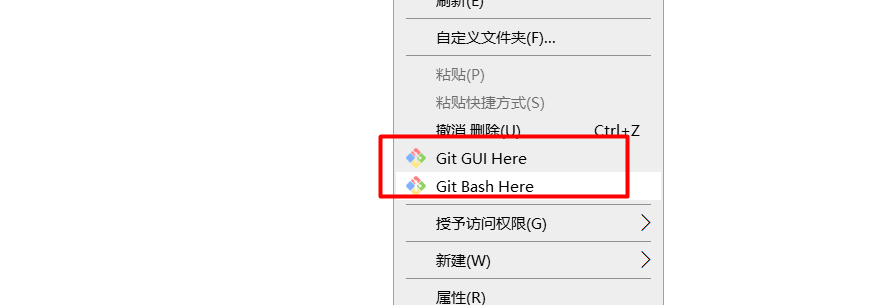 刷新(E)
自定义文件夹(F)...
粘贴(P)
粘贴快捷方式(S)
撤消 删除(U) Ctrl+Z
Git GUI Here
Git Bash Here
授予访问权限(G)
新建(W)
属性(R)